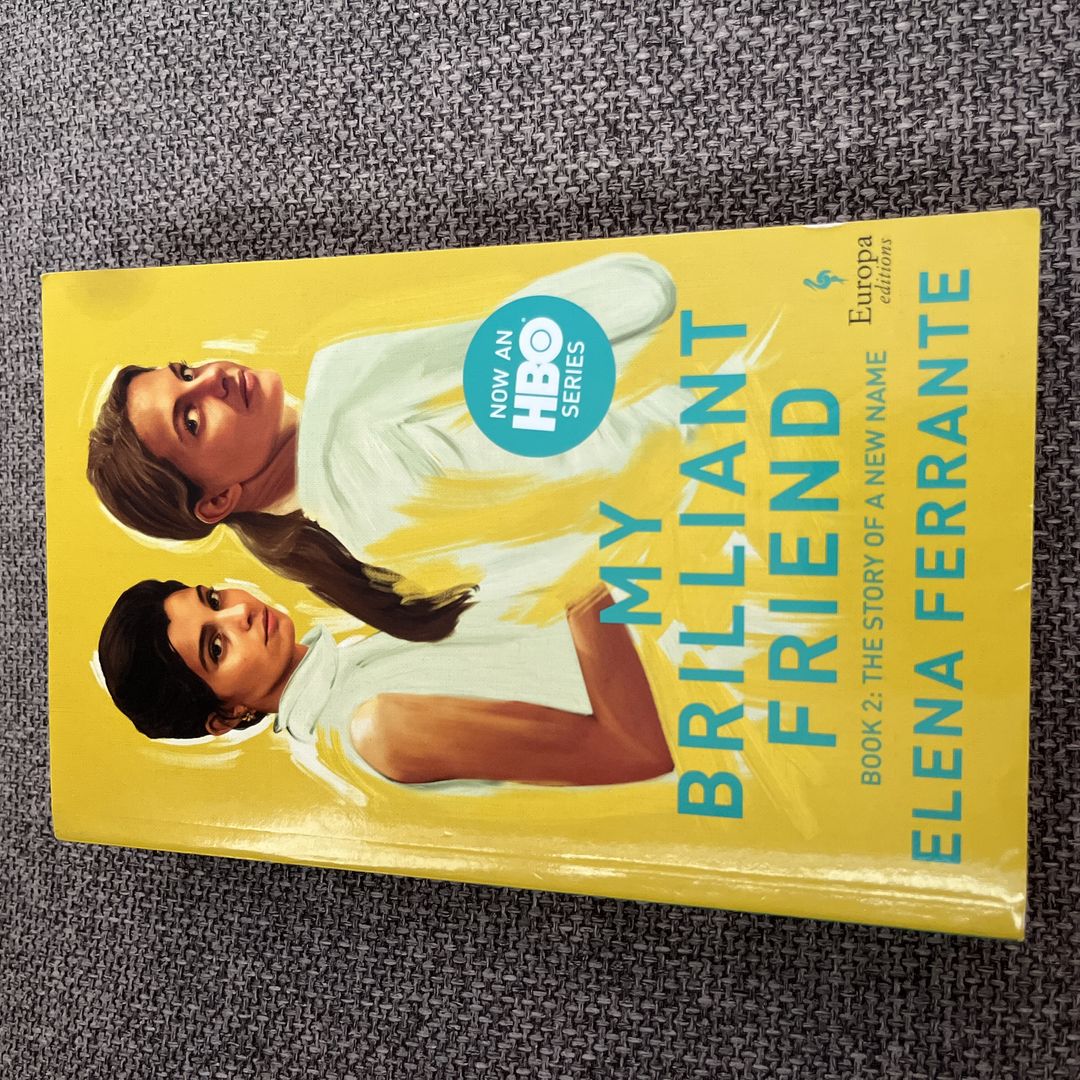 NOW AN
HBO
SERIES
MY
BRILLIANT
FRIEND
BOOK 2: THE STORY OF A NEW NAME
ELENA FERRANTE
Europa
editions